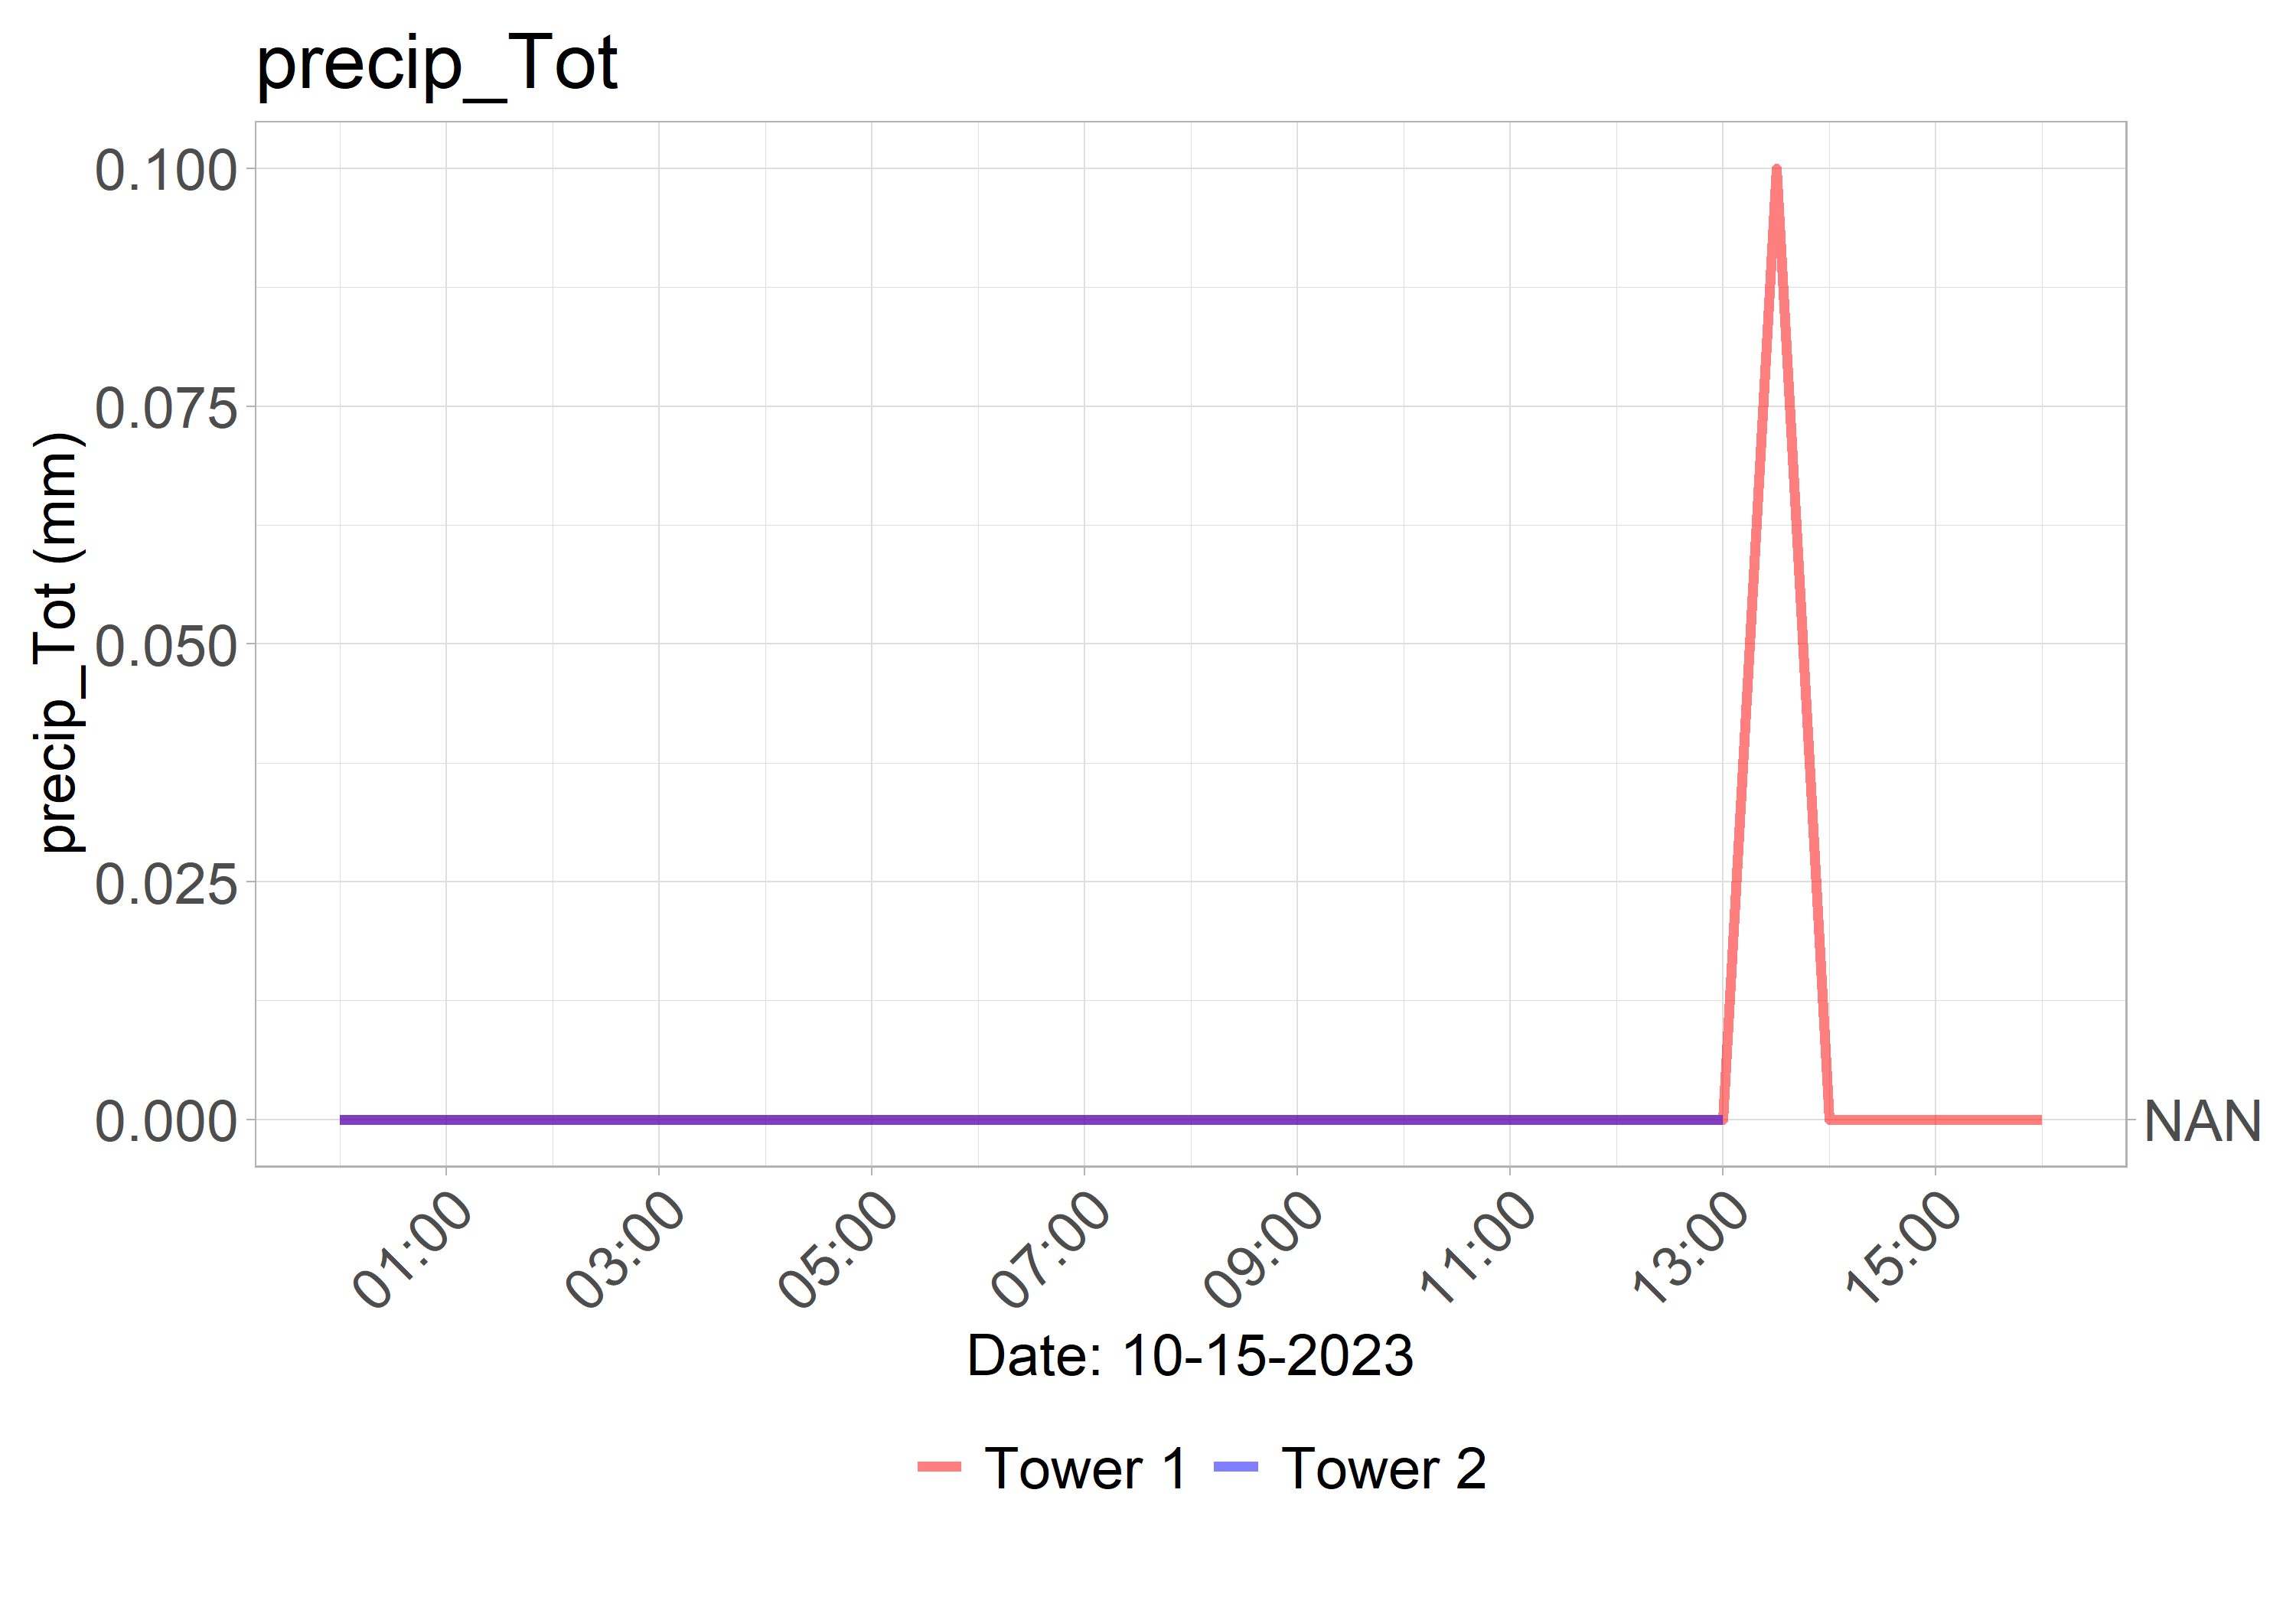 precip_Tot
0.100
0.075
0.050
0.025
0.000
precip_Tot (mm)
NAN
01:00 03:00 05:00 07:00 09:00 11:00 13:00 15:00
Date: 10-15-2023
Tower 1 Tower 2